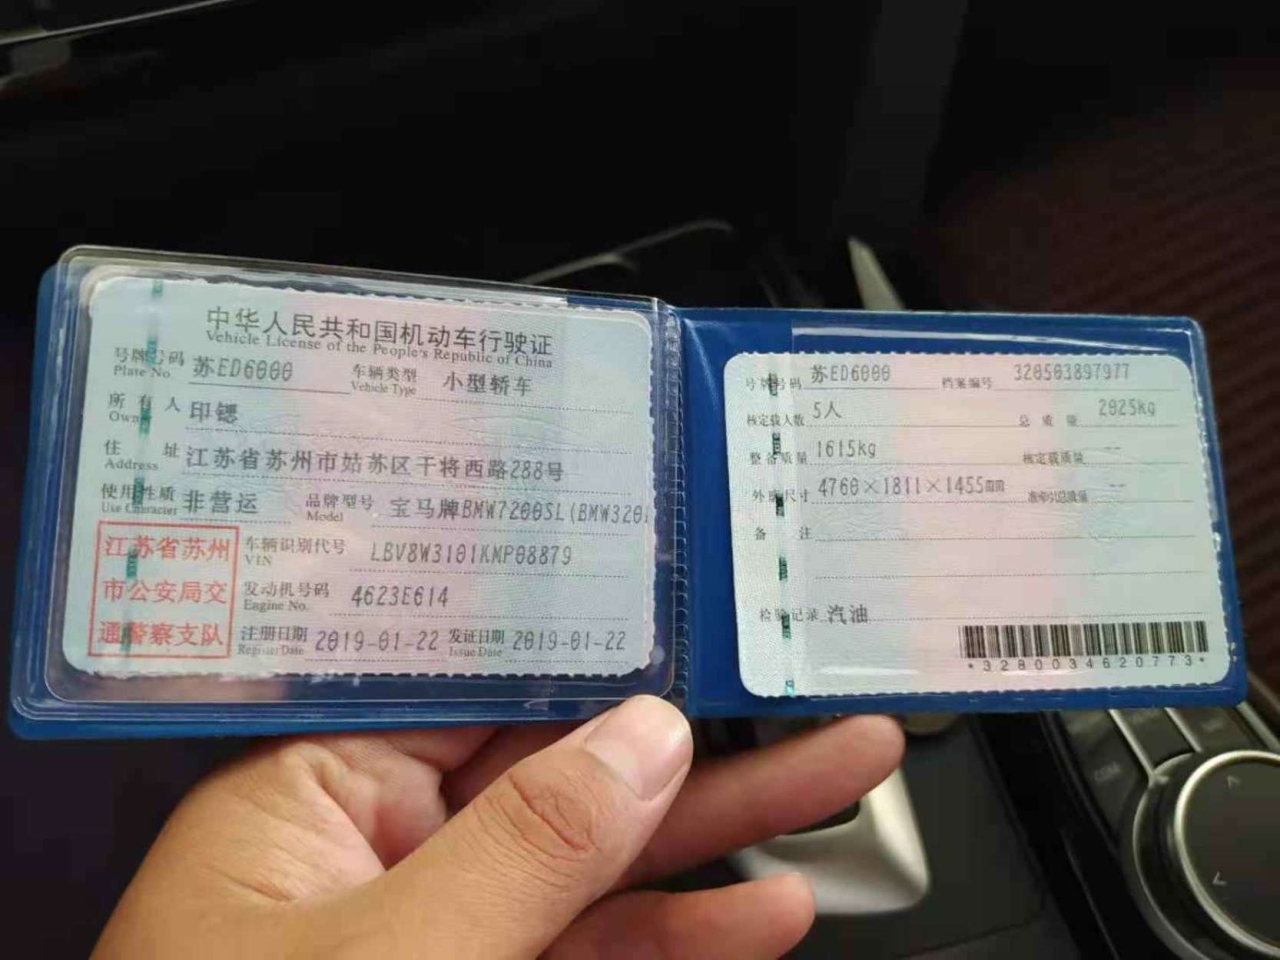 中华人民共和国机动车行驶证
Vehicle License of the People's Republic of China
号牌号码 苏ED6000 车辆类型 小型轿车
Plate No. Vehicle Type
所有人 印锶
Owner
住址 江苏省苏州市姑苏区干将西路288号
Address
使用性质 非营运 品牌型号 宝马牌BMW7200SL(BMW320
Use Character Model
江苏省苏州
市公安局交
通警察支队
车辆识别代号 LBV8W3101KMP08879
VIN
发动机号码 4623E614
Engine No.
注册日期 2019-01-22 发证日期 2019-01-22
Register Date Issue Date
号牌号码 苏ED6000 档案编号 320503897977
核定载人数 5人 总质量 2025kg
整备质量 1615kg 核定载质量 --
外廓尺寸 4760×1811×1455mm 准牵引总质量 --
备注
检验记录 汽油
*3280034620773*
COM